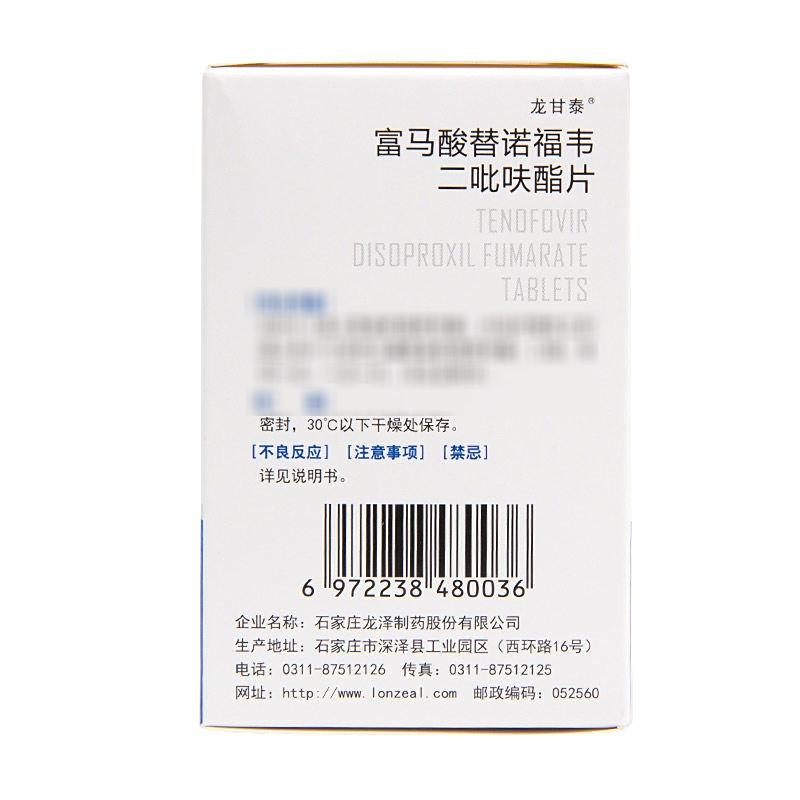 龙甘泰®
富马酸替诺福韦
二吡呋酯片
TENOFOVIR
DISOPROXIL FUMARATE
TABLETS
密封，30℃以下干燥处保存。
[不良反应] [注意事项] [禁忌]
详见说明书。
6 972238 480036
企业名称：石家庄龙泽制药股份有限公司
生产地址：石家庄市深泽县工业园区（西环路16号）
电话：0311-87512126 传真：0311-87512125
网址：http://www.lonzeal.com 邮政编码：052560